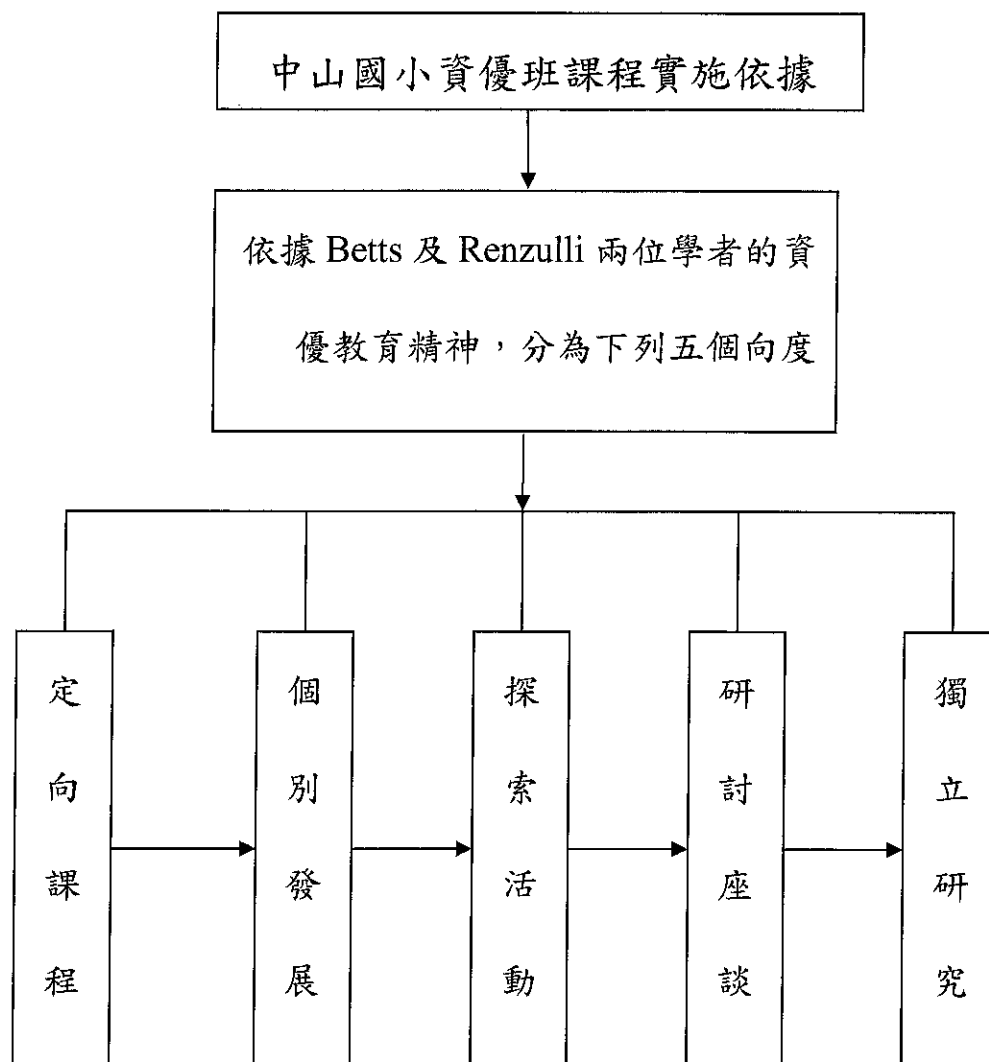 中山國小資優班課程實施依據
依據 Betts 及 Renzulli 兩位學者的資
優教育精神，分為下列五個向度
定向課程
個別發展
探索活動
研討座談
獨立研究